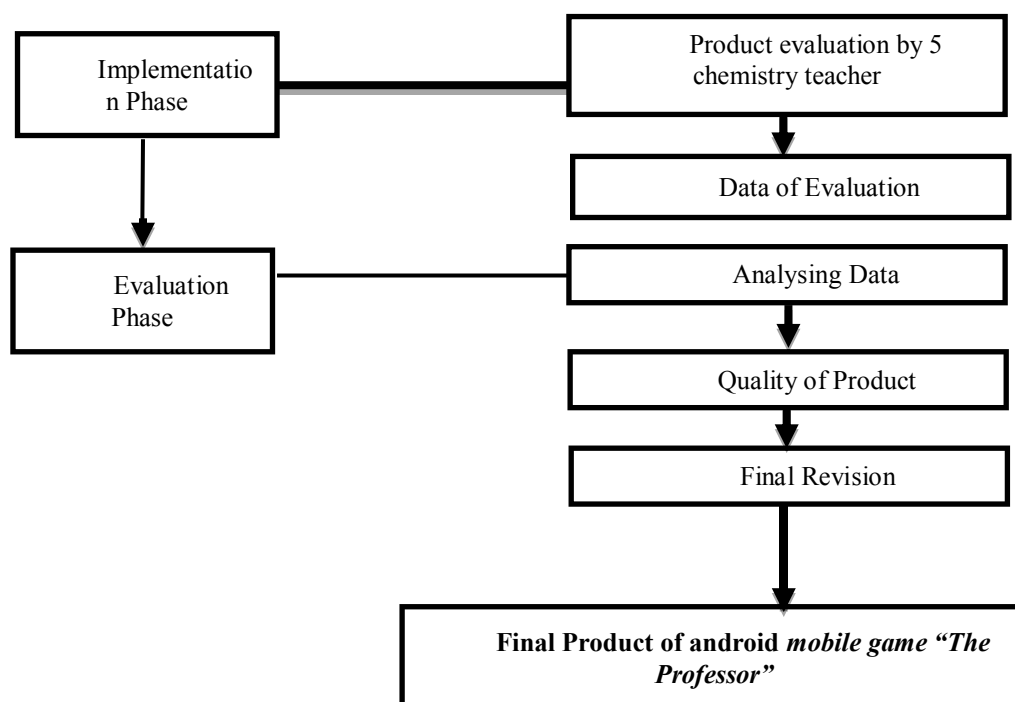 Implementatio
n Phase
Product evaluation by 5
chemistry teacher
Data of Evaluation
Evaluation
Phase
Analysing Data
Quality of Product
Final Revision
Final Product of android mobile game “The
Professor”